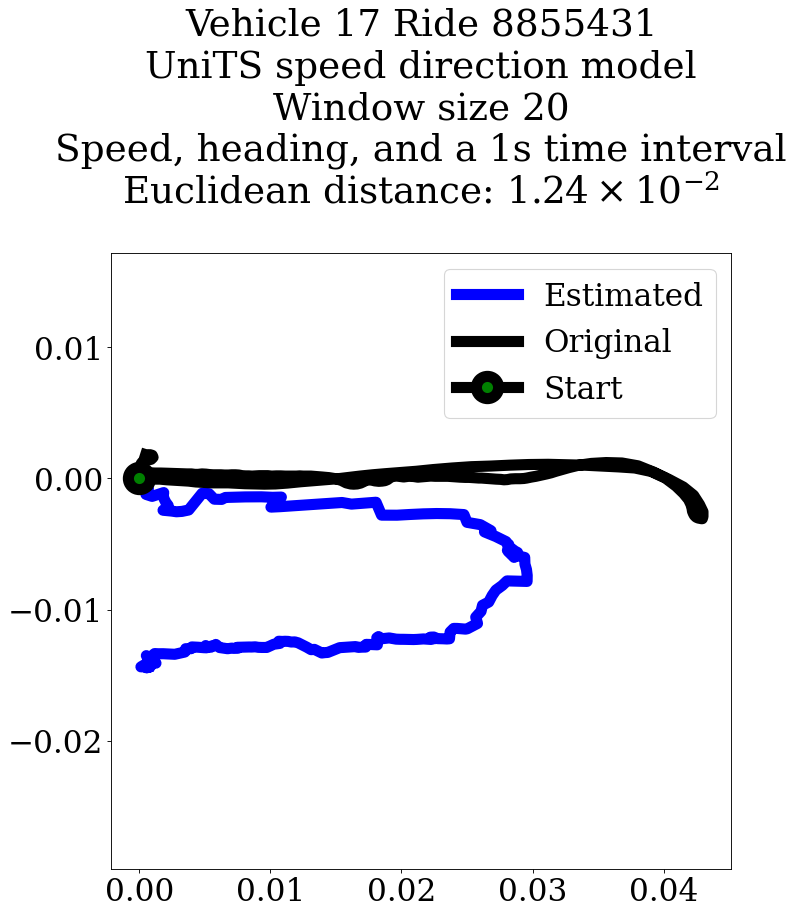 Vehicle 17 Ride 8855431
UniTS speed direction model
Window size 20
Speed, heading, and a 1s time interval
Euclidean distance: 1.24 × 10⁻²
Estimated
Original
Start
0.01
0.00
−0.01
−0.02
0.00 0.01 0.02 0.03 0.04